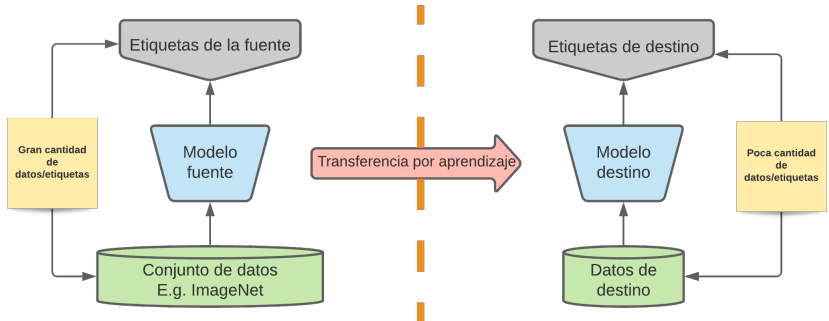 Etiquetas de la fuente
Gran cantidad
de
datos/etiquetas
Modelo
fuente
Conjunto de datos
E.g. ImageNet
Transferencia por aprendizaje
Etiquetas de destino
Modelo
destino
Poca cantidad
de
datos/etiquetas
Datos de
destino